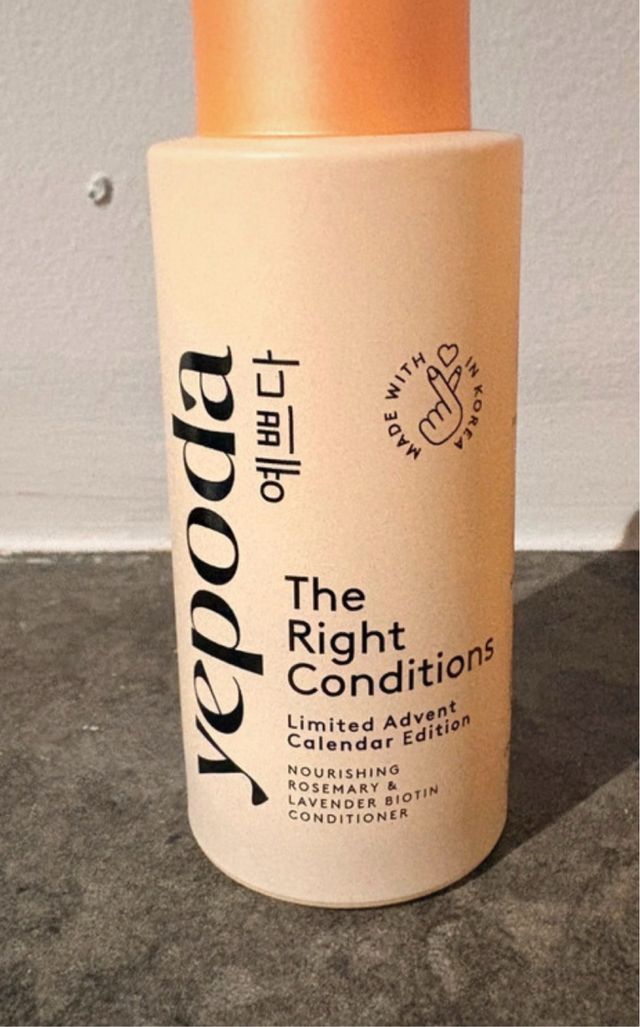 yepoda
예쁘다
MADE WITH IN KOREA
The
Right
Conditions
Limited Advent
Calendar Edition
NOURISHING
ROSEMARY &
LAVENDER BIOTIN
CONDITIONER